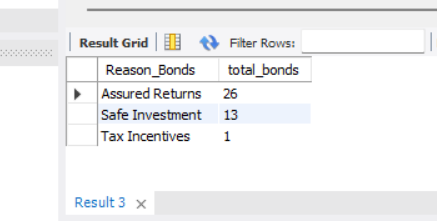 Result Grid Filter Rows:
Reason_Bonds total_bonds
Assured Returns 26
Safe Investment 13
Tax Incentives 1
Result 3 ×